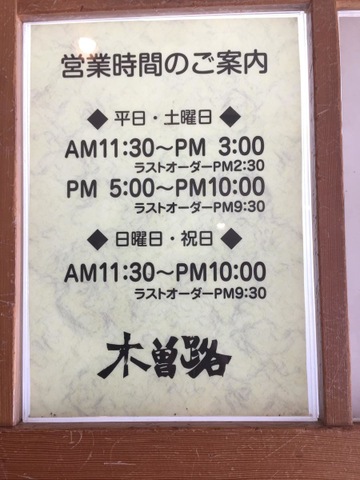 営業時間のご案内
◆ 平日・土曜日 ◆
AM11:30〜PM 3:00
ラストオーダーPM2:30
PM 5:00〜PM10:00
ラストオーダーPM9:30
◆ 日曜日・祝日 ◆
AM11:30〜PM10:00
ラストオーダーPM9:30
木曽路